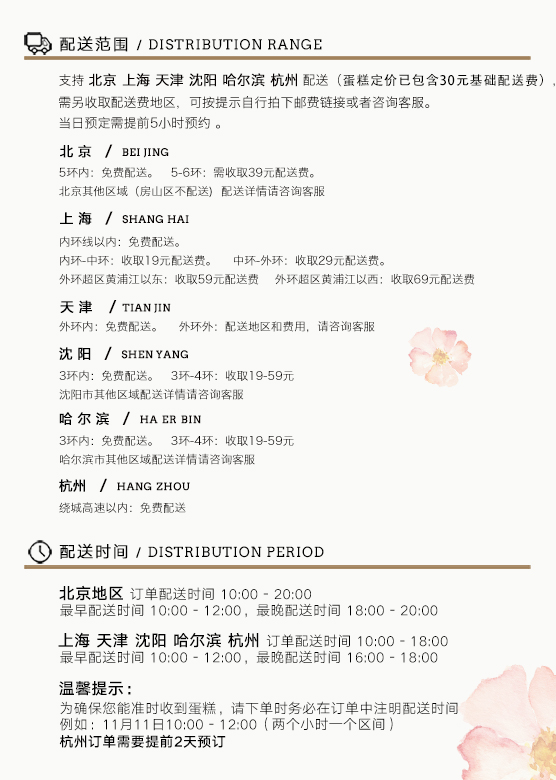 配送范围 / DISTRIBUTION RANGE
支持 北京 上海 天津 沈阳 哈尔滨 杭州 配送（蛋糕定价已包含30元基础配送费）,
需另收取配送费地区，可按提示自行拍下邮费链接或者咨询客服。
当日预定需提前5小时预约 。
北 京 / BEI JING
5环内：免费配送。 5-6环：需收取39元配送费。
北京其他区域（房山区不配送） 配送详情请咨询客服
上 海 / SHANG HAI
内环线以内：免费配送。
内环-中环：收取19元配送费。 中环-外环：收取29元配送费。
外环超区黄浦江以东：收取59元配送费 外环超区黄浦江以西：收取69元配送费
天 津 / TIAN JIN
外环内：免费配送。 外环外：配送地区和费用，请咨询客服
沈 阳 / SHEN YANG
3环内：免费配送。 3环-4环：收取19-59元
沈阳市其他区域配送详情请咨询客服
哈 尔 滨 / HA ER BIN
3环内：免费配送。 3环-4环：收取19-59元
哈尔滨市其他区域配送详情请咨询客服
杭州 / HANG ZHOU
绕城高速以内：免费配送
配送时间 / DISTRIBUTION PERIOD
北京地区 订单配送时间 10:00 - 20:00
最早配送时间 10:00 - 12:00，最晚配送时间 18:00 - 20:00
上海 天津 沈阳 哈尔滨 杭州 订单配送时间 10:00 - 18:00
最早配送时间 10:00 - 12:00，最晚配送时间 16:00 - 18:00
温馨提示：
为确保您能准时收到蛋糕，请下单时务必在订单中注明配送时间
例如：11月11日10:00 - 12:00（两个小时一个区间）
杭州订单需要提前2天预订